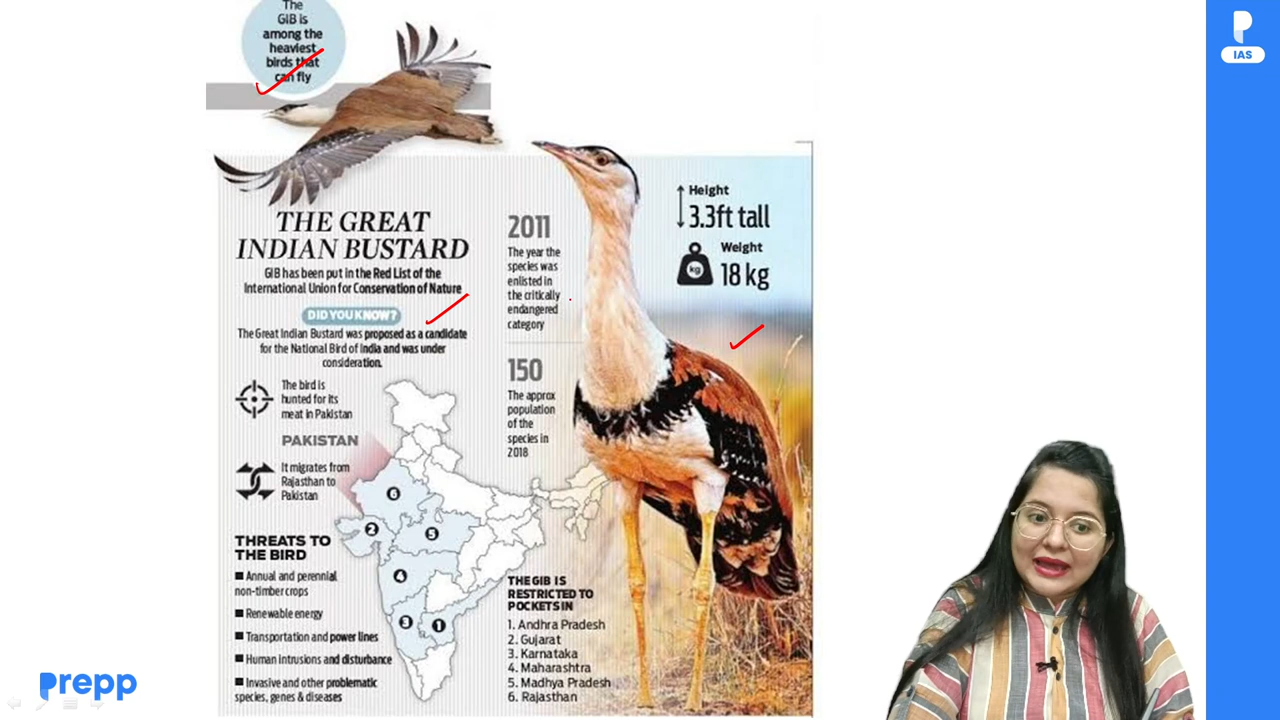 The
GIB is
among the
heaviest
birds that
can fly
THE GREAT
INDIAN BUSTARD
GIB has been put in the Red List of the
International Union for Conservation of Nature
DID YOU KNOW?
The Great Indian Bustard was proposed as a candidate
for the National Bird of India and was under
consideration.
The bird is
hunted for its
meat in Pakistan
PAKISTAN
It migrates from
Rajasthan to
Pakistan
THREATS TO
THE BIRD
Annual and perennial
non-timber crops
Renewable energy
Transportation and power lines
Human intrusions and disturbance
Invasive and other problematic
species, genes & diseases
6
2
5
4
3
1
2011
The year the
species was
enlisted in
the critically
endangered
category
150
The approx
population
of the
species in
2018
THE GIB IS
RESTRICTED TO
POCKETS IN
1. Andhra Pradesh
2. Gujarat
3. Karnataka
4. Maharashtra
5. Madhya Pradesh
6. Rajasthan
Height
3.3ft tall
kg
Weight
18 kg
IAS
prepp